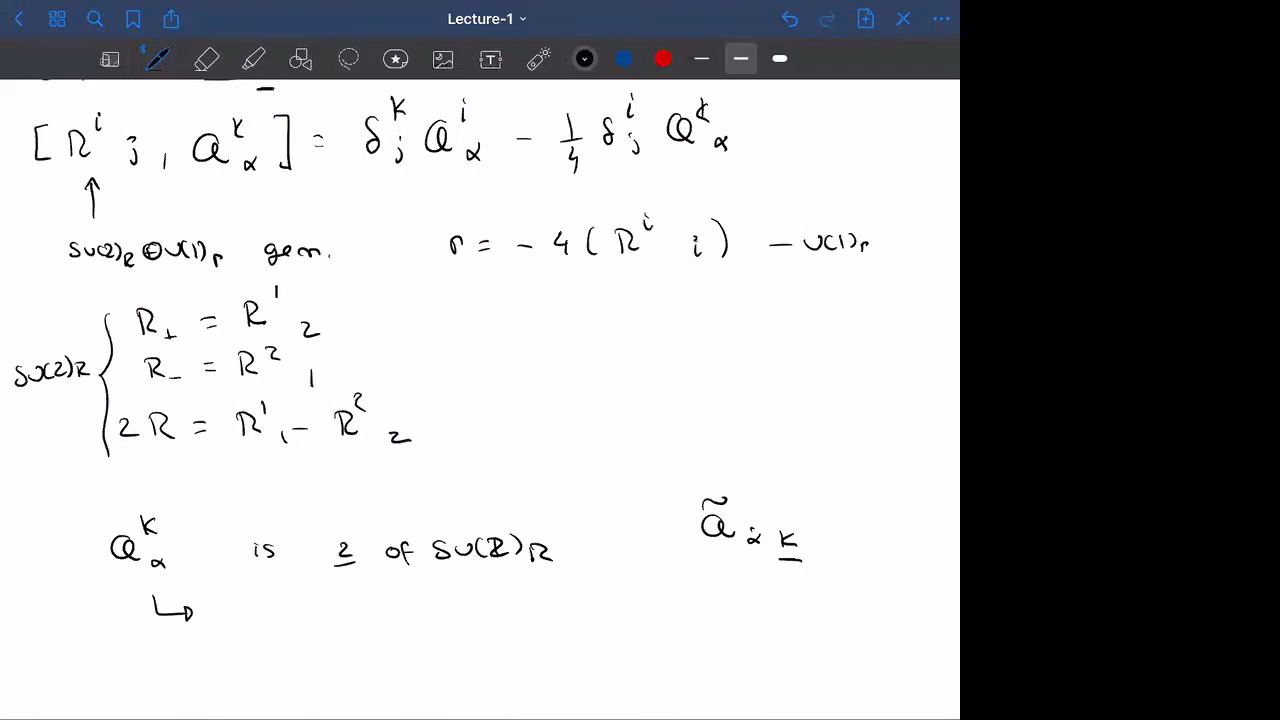 Lecture-1
[R^i_j, Q^k_α] = δ^k_j Q^i_α - 1/4 δ^i_j Q^k_α
↑
SU(2)_R ⊕ U(1)_r gen. r = -4(R^i_i) - U(1)_r
SU(2)_R { R_+ = R^1_2
R_- = R^2_1
2R = R^1_1 - R^2_2
Q^k_α is 2 of SU(2)_R Q̃_{α̇ k}
↳